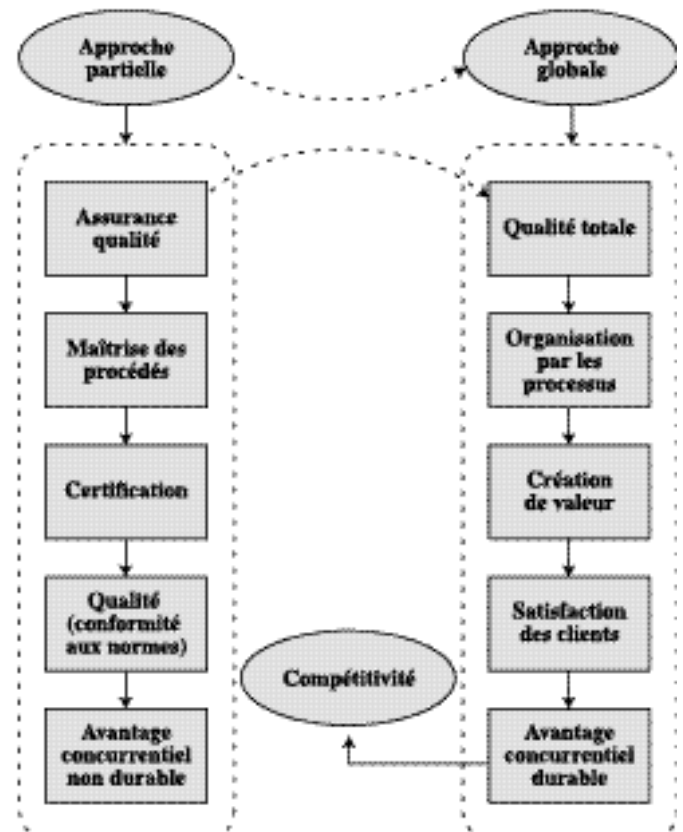 Approche
partielle
Approche
globale
Assurance
qualité
Qualité totale
Maîtrise des
procédés
Organisation
par les
processus
Certification
Création
de valeur
Qualité
(conformité
aux normes)
Satisfaction
des clients
Compétitivité
Avantage
concurrentiel
non durable
Avantage
concurrentiel
durable